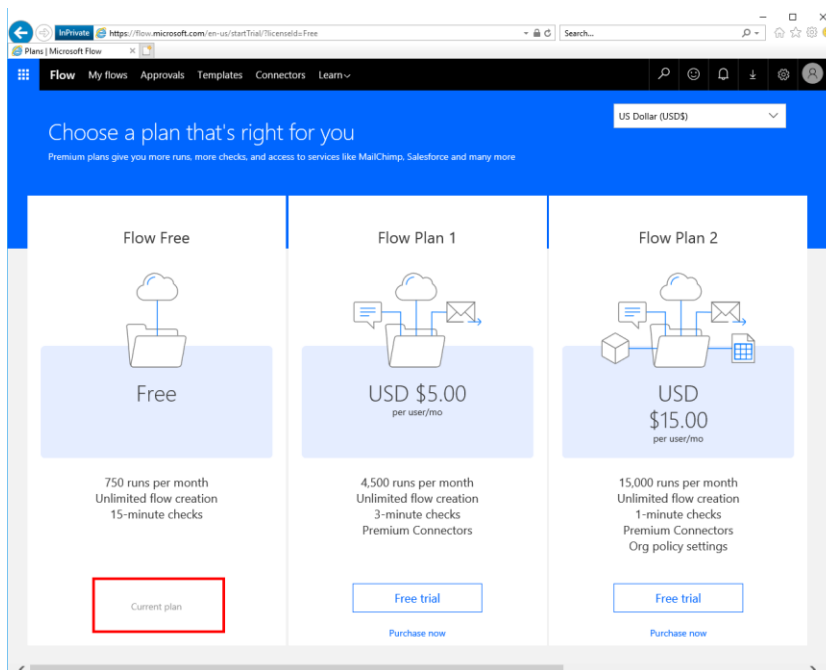 InPrivate https://flow.microsoft.com/en-us/startTrial/?licenseId=Free Search...
Plans | Microsoft Flow
Flow My flows Approvals Templates Connectors Learn
US Dollar (USD$)
Choose a plan that's right for you
Premium plans give you more runs, more checks, and access to services like MailChimp, Salesforce and many more
Flow Free
Free
750 runs per month
Unlimited flow creation
15-minute checks
Current plan
Flow Plan 1
USD $5.00
per user/mo
4,500 runs per month
Unlimited flow creation
3-minute checks
Premium Connectors
Free trial
Purchase now
Flow Plan 2
USD
$15.00
per user/mo
15,000 runs per month
Unlimited flow creation
1-minute checks
Premium Connectors
Org policy settings
Free trial
Purchase now